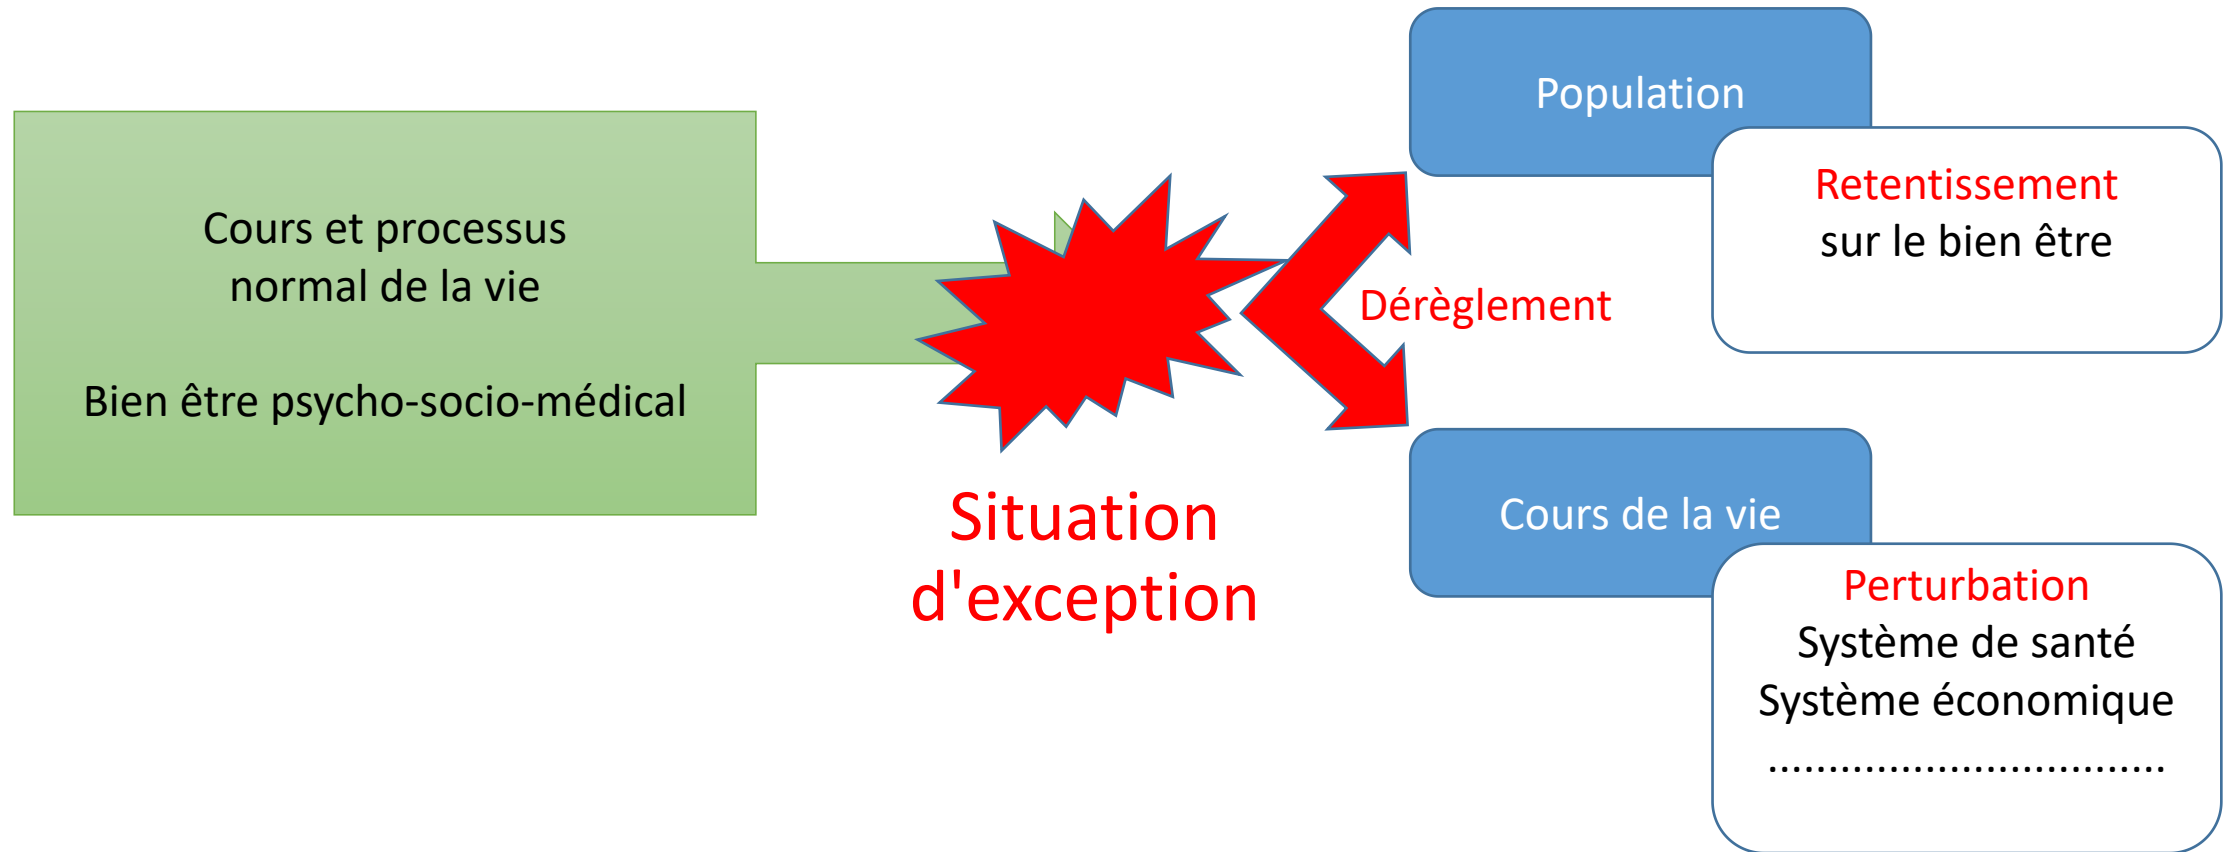 Cours et processus
normal de la vie
Bien être psycho-socio-médical
Situation
d'exception
Dérèglement
Population
Retentissement
sur le bien être
Cours de la vie
Perturbation
Système de santé
Système économique
.................................